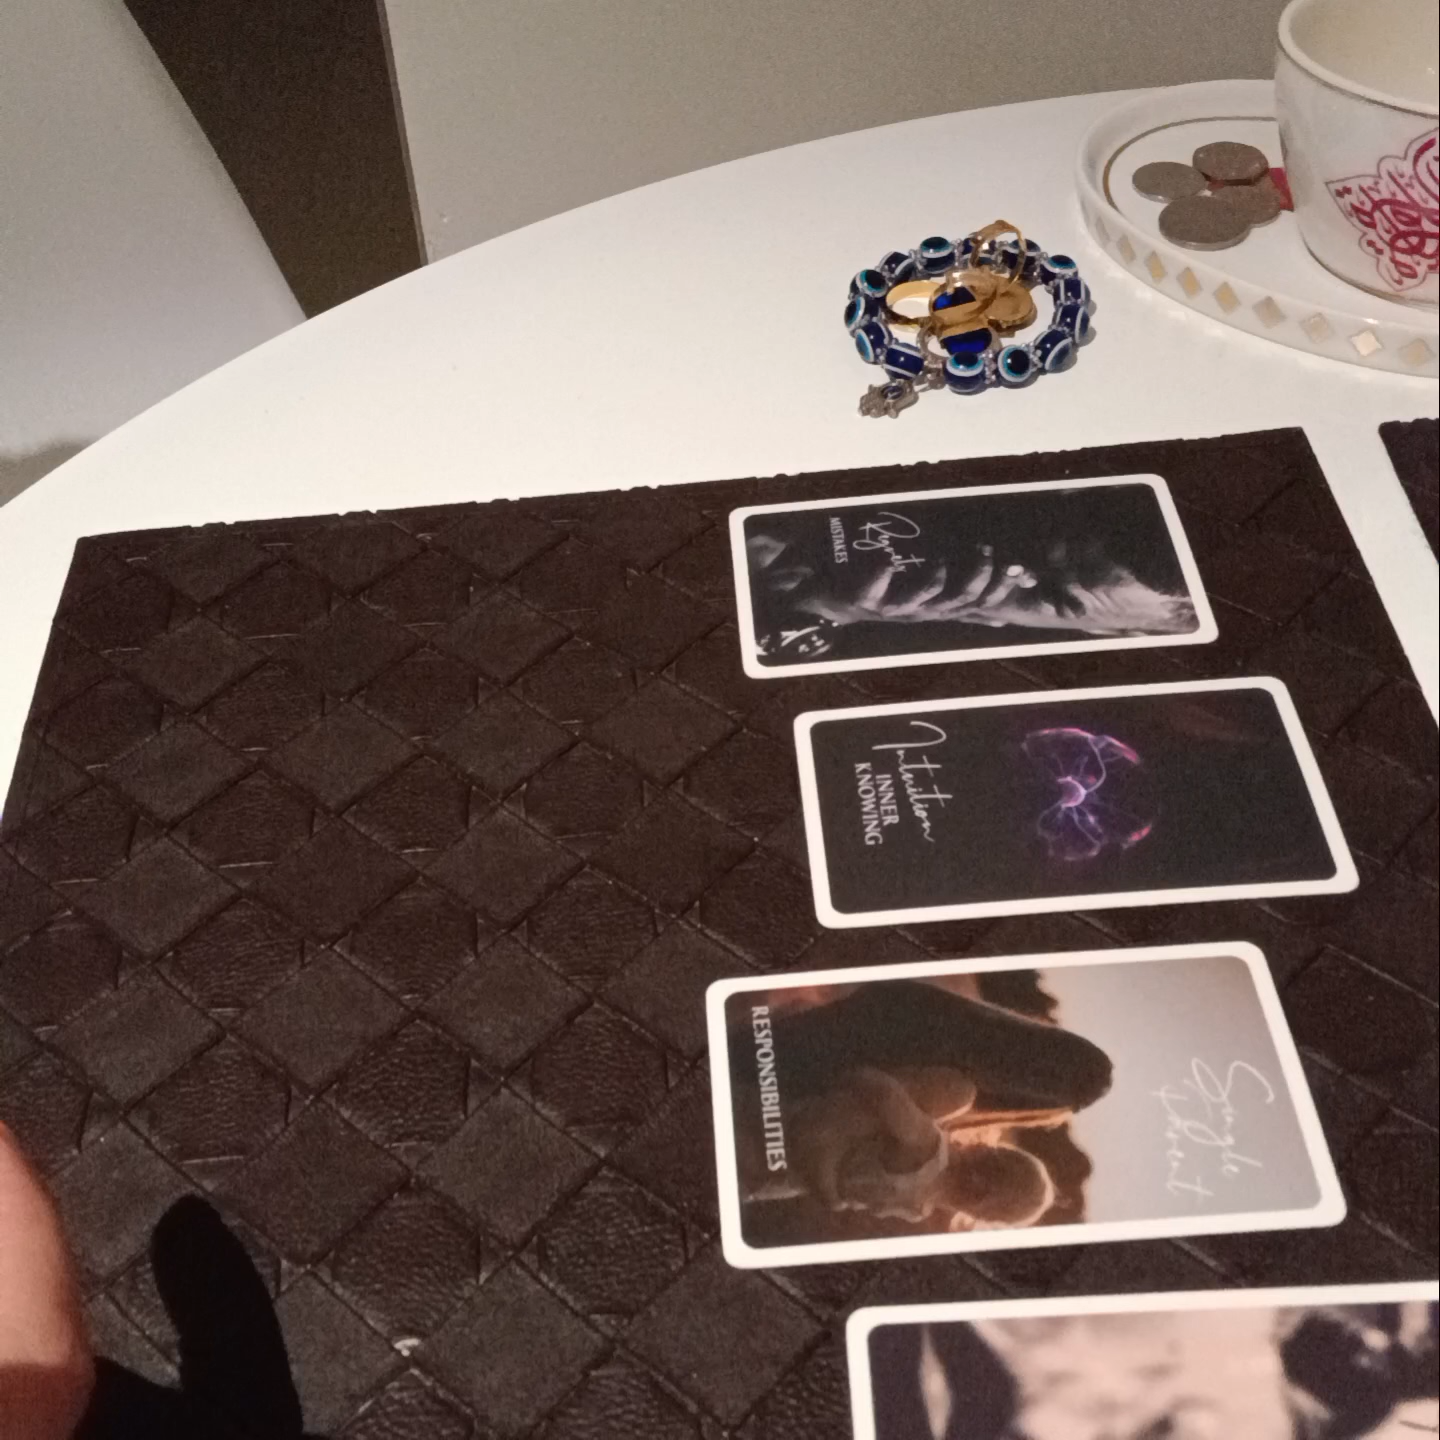 Regrets
MISTAKES
Intuition
INNER
KNOWING
Single
Parent
RESPONSIBILITIES